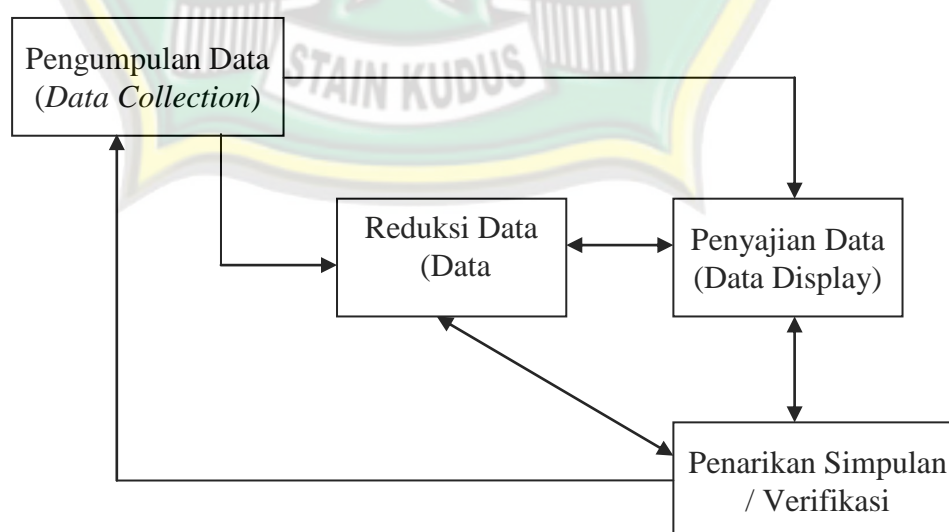 Pengumpulan Data
(Data Collection)
STAIN KUDUS
Reduksi Data
(Data
Penyajian Data
(Data Display)
Penarikan Simpulan
/ Verifikasi